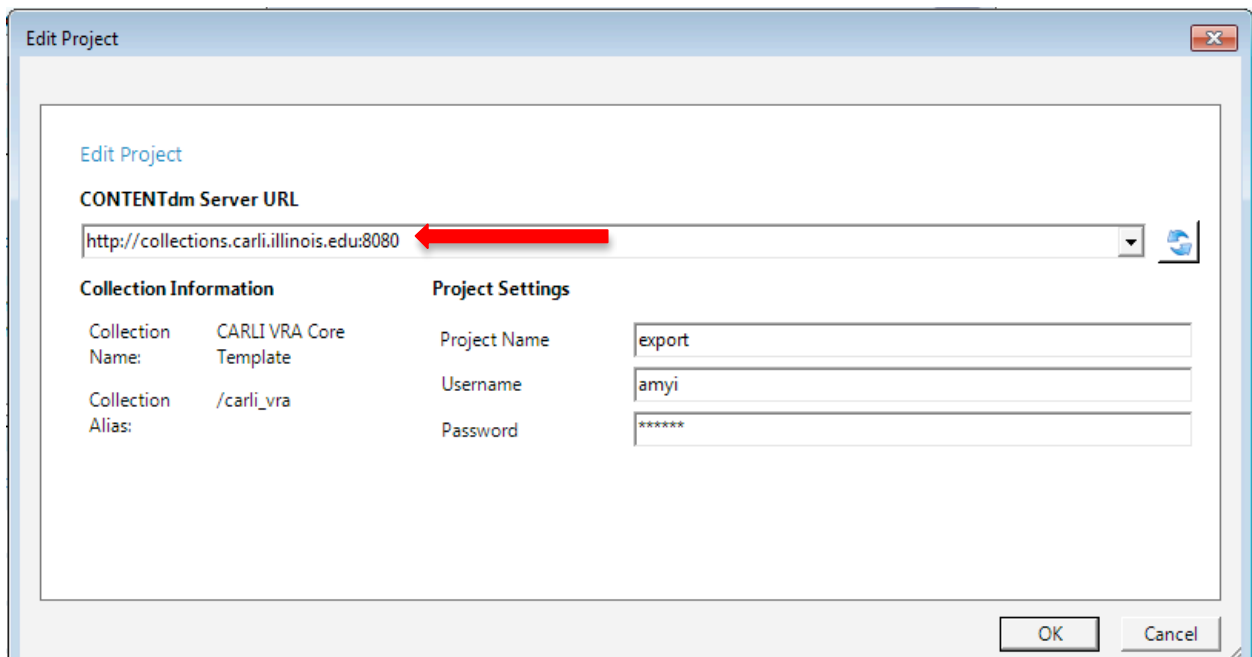 Edit Project
Edit Project
CONTENTdm Server URL
http://collections.carli.illinois.edu:8080
Collection Information
Collection Name:
CARLI VRA Core Template
Collection Alias:
/carli_vra
Project Settings
Project Name
export
Username
amyi
Password
******
OK
Cancel